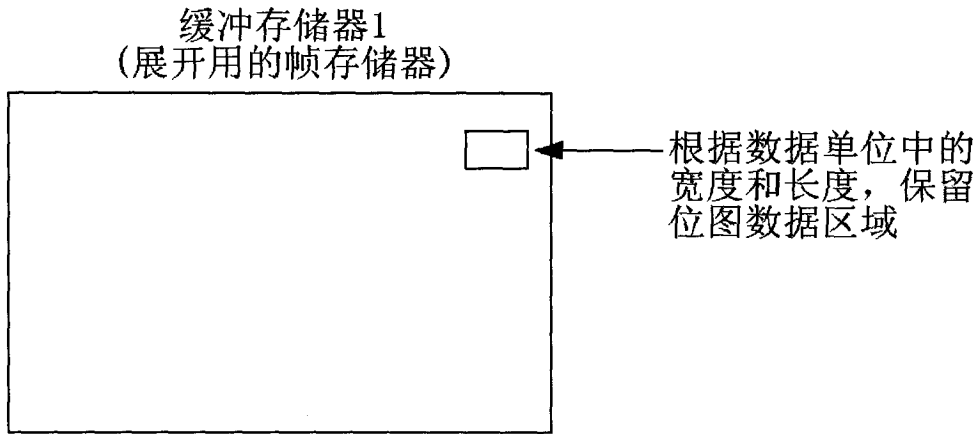 缓冲存储器1
(展开用的帧存储器)
根据数据单位中的
宽度和长度，保留
位图数据区域